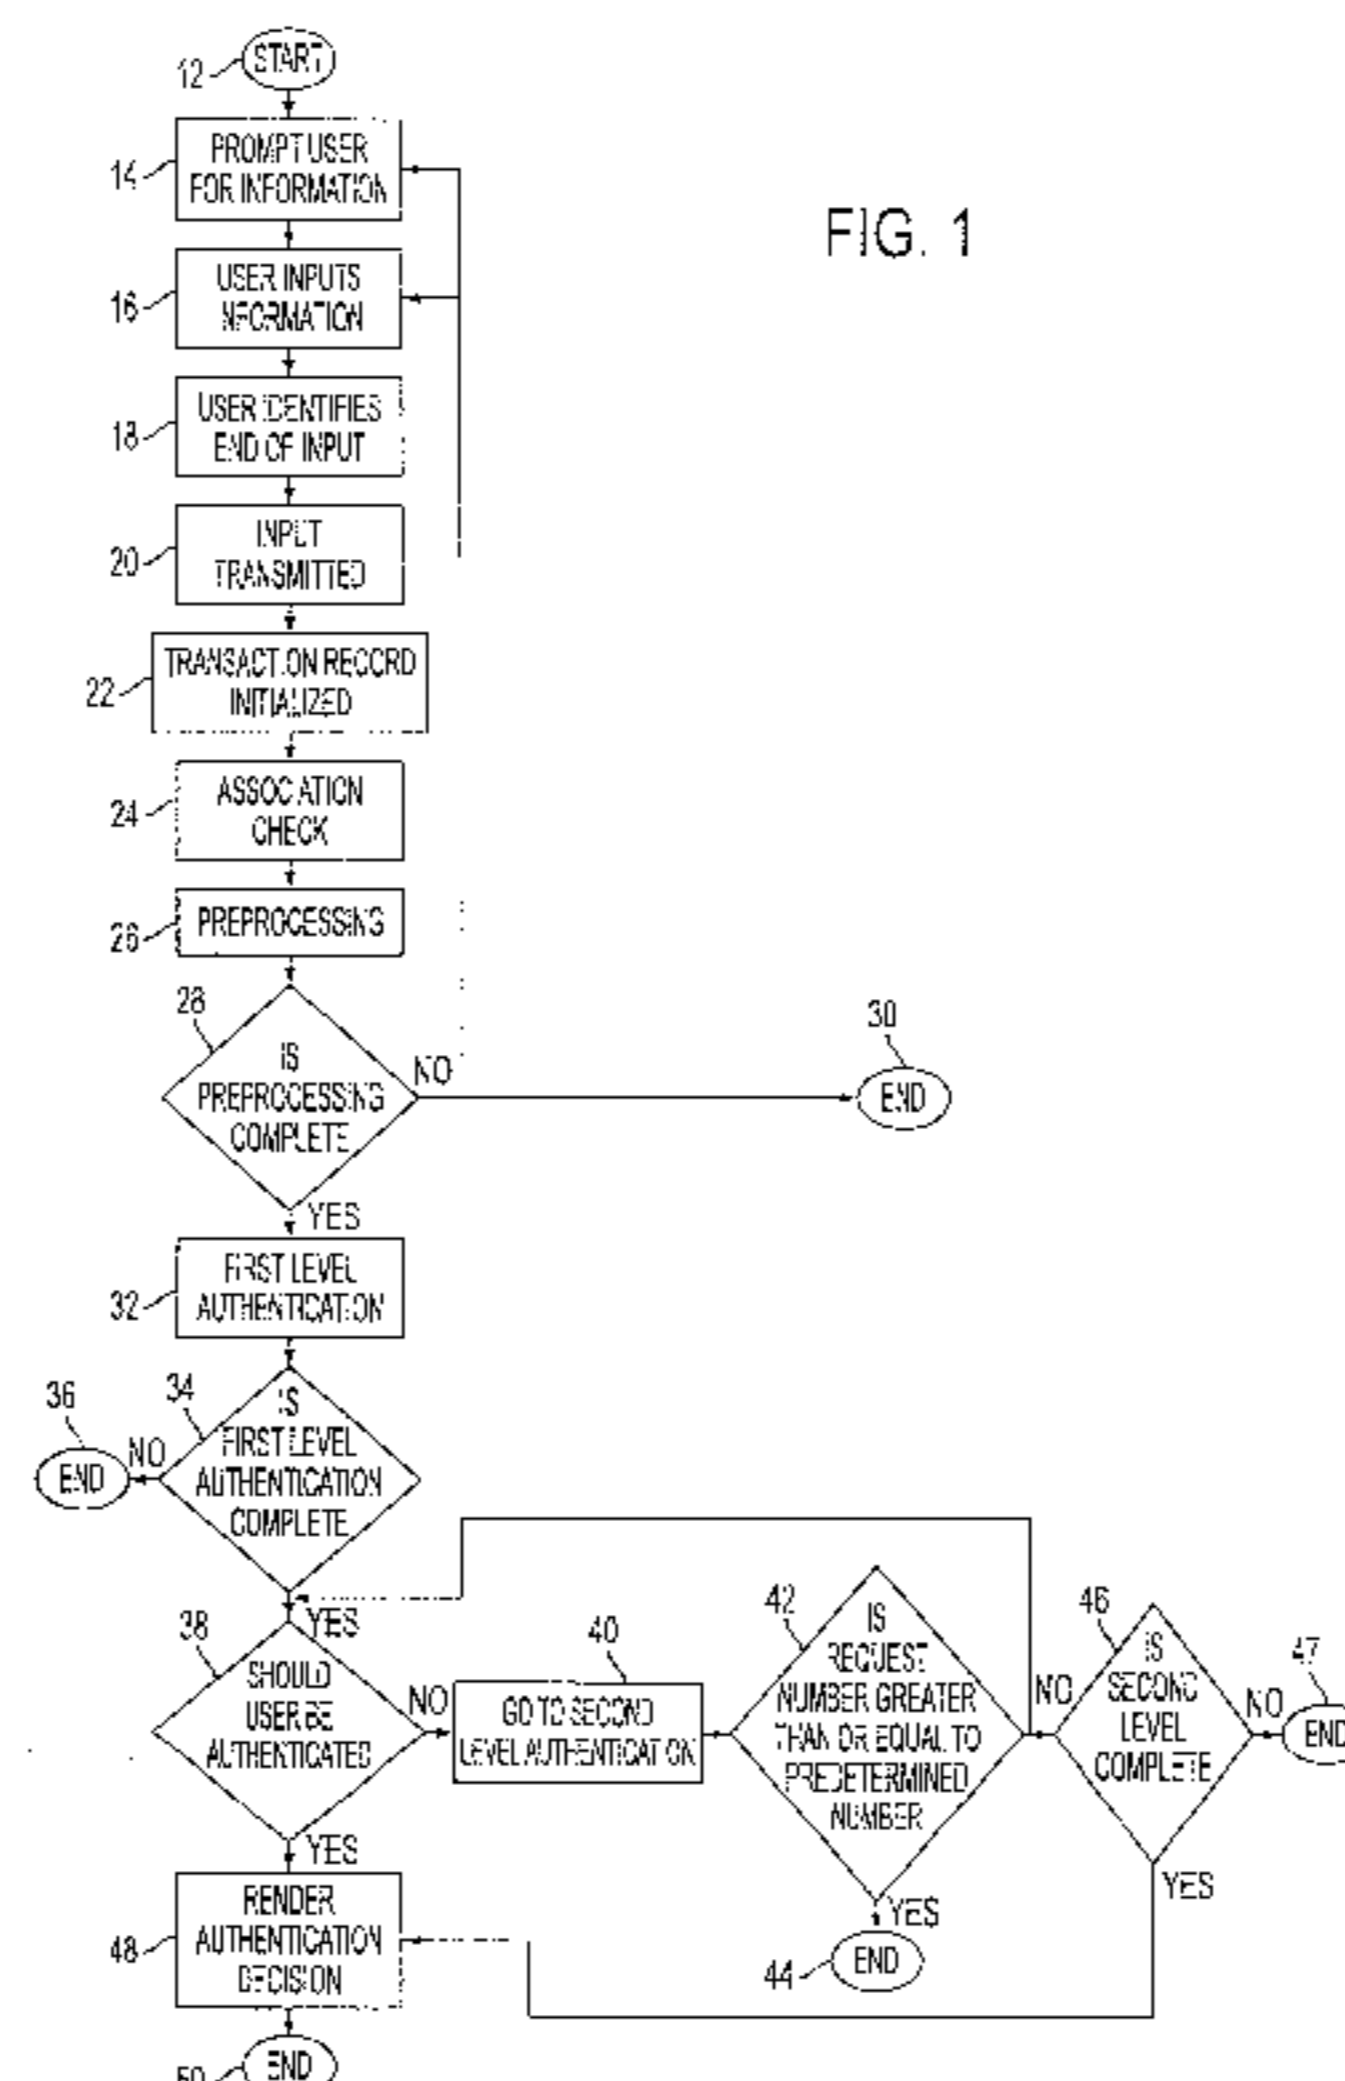 12
START
14
PROMPT USER
FOR INFORMATION
FIG. 1
16
USER INPUTS
INFORMATION
18
USER IDENTIFIES
END OF INPUT
20
INPUT
TRANSMITTED
22
TRANSACTION RECORD
INITIALIZED
24
ASSOCIATION
CHECK
26
PREPROCESSING
28
IS
PREPROCESSING
COMPLETE
NO
30
END
YES
32
FIRST LEVEL
AUTHENTICATION
36
END
NO
34
IS
FIRST LEVEL
AUTHENTICATION
COMPLETE
YES
38
SHOULD
USER BE
AUTHENTICATED
NO
40
GO TO SECOND
LEVEL AUTHENTICATION
42
IS
REQUEST
NUMBER GREATER
THAN OR EQUAL TO
PREDETERMINED
NUMBER
NO
46
IS
SECOND
LEVEL
COMPLETE
NO
47
END
YES
48
RENDER
AUTHENTICATION
DECISION
YES
44
END
YES
50
END